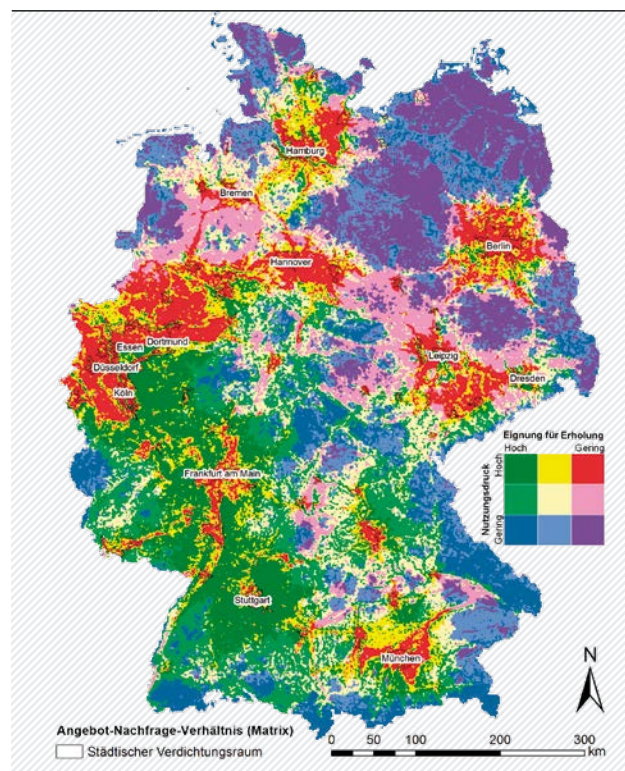 Hamburg
Bremen
Berlin
Hannover
Dortmund
Essen
Düsseldorf
Köln
Leipzig
Dresden
Frankfurt am Main
Stuttgart
München
Eignung für Erholung
Hoch Gering
Nutzungsdruck
Hoch
Gering
N
Angebot-Nachfrage-Verhältnis (Matrix)
Städtischer Verdichtungsraum
0 50 100 200 300
km